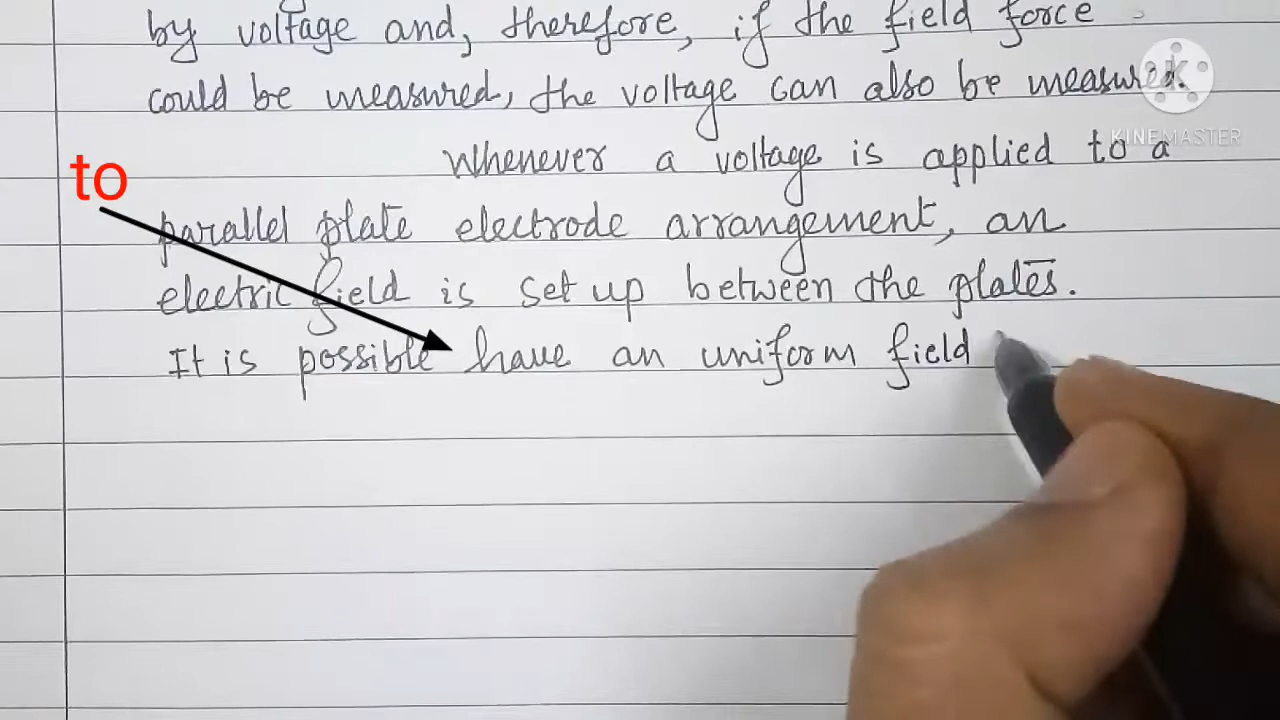 by voltage and, therefore, if the field force
could be measured, the voltage can also be measured.
KINEMASTER
Whenever a voltage is applied to a
to
parallel plate electrode arrangement, an
electric field is set up between the plates.
It is possible have an uniform field